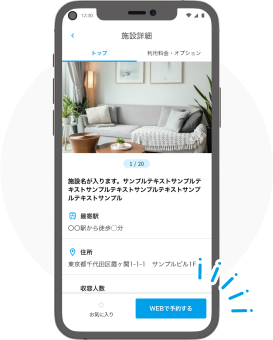 12:30
施設詳細
トップ
利用料金・オプション
1 / 20
施設名が入ります。サンプルテキストサンプルテ
キストサンプルテキストサンプルテキストサンプ
ルテキストサンプル
最寄駅
〇〇駅から徒歩〇分
住所
東京都千代田区霞ヶ関1-1-1 サンプルビル1F
収容人数
お気に入り
WEBで予約する